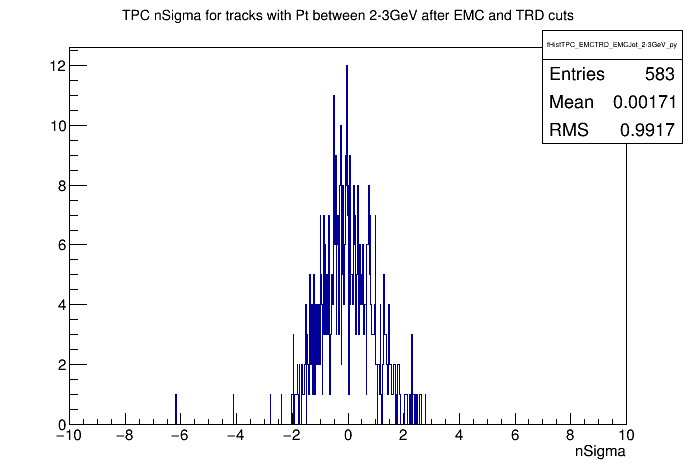 TPC nSigma for tracks with Pt between 2-3GeV after EMC and TRD cuts
fHistTPC_EMCTRD_EMCJet_2-3GeV_py
Entries 583
Mean 0.00171
RMS 0.9917
12
10
8
6
4
2
0
−10 −8 −6 −4 −2 0 2 4 6 8 10
nSigma